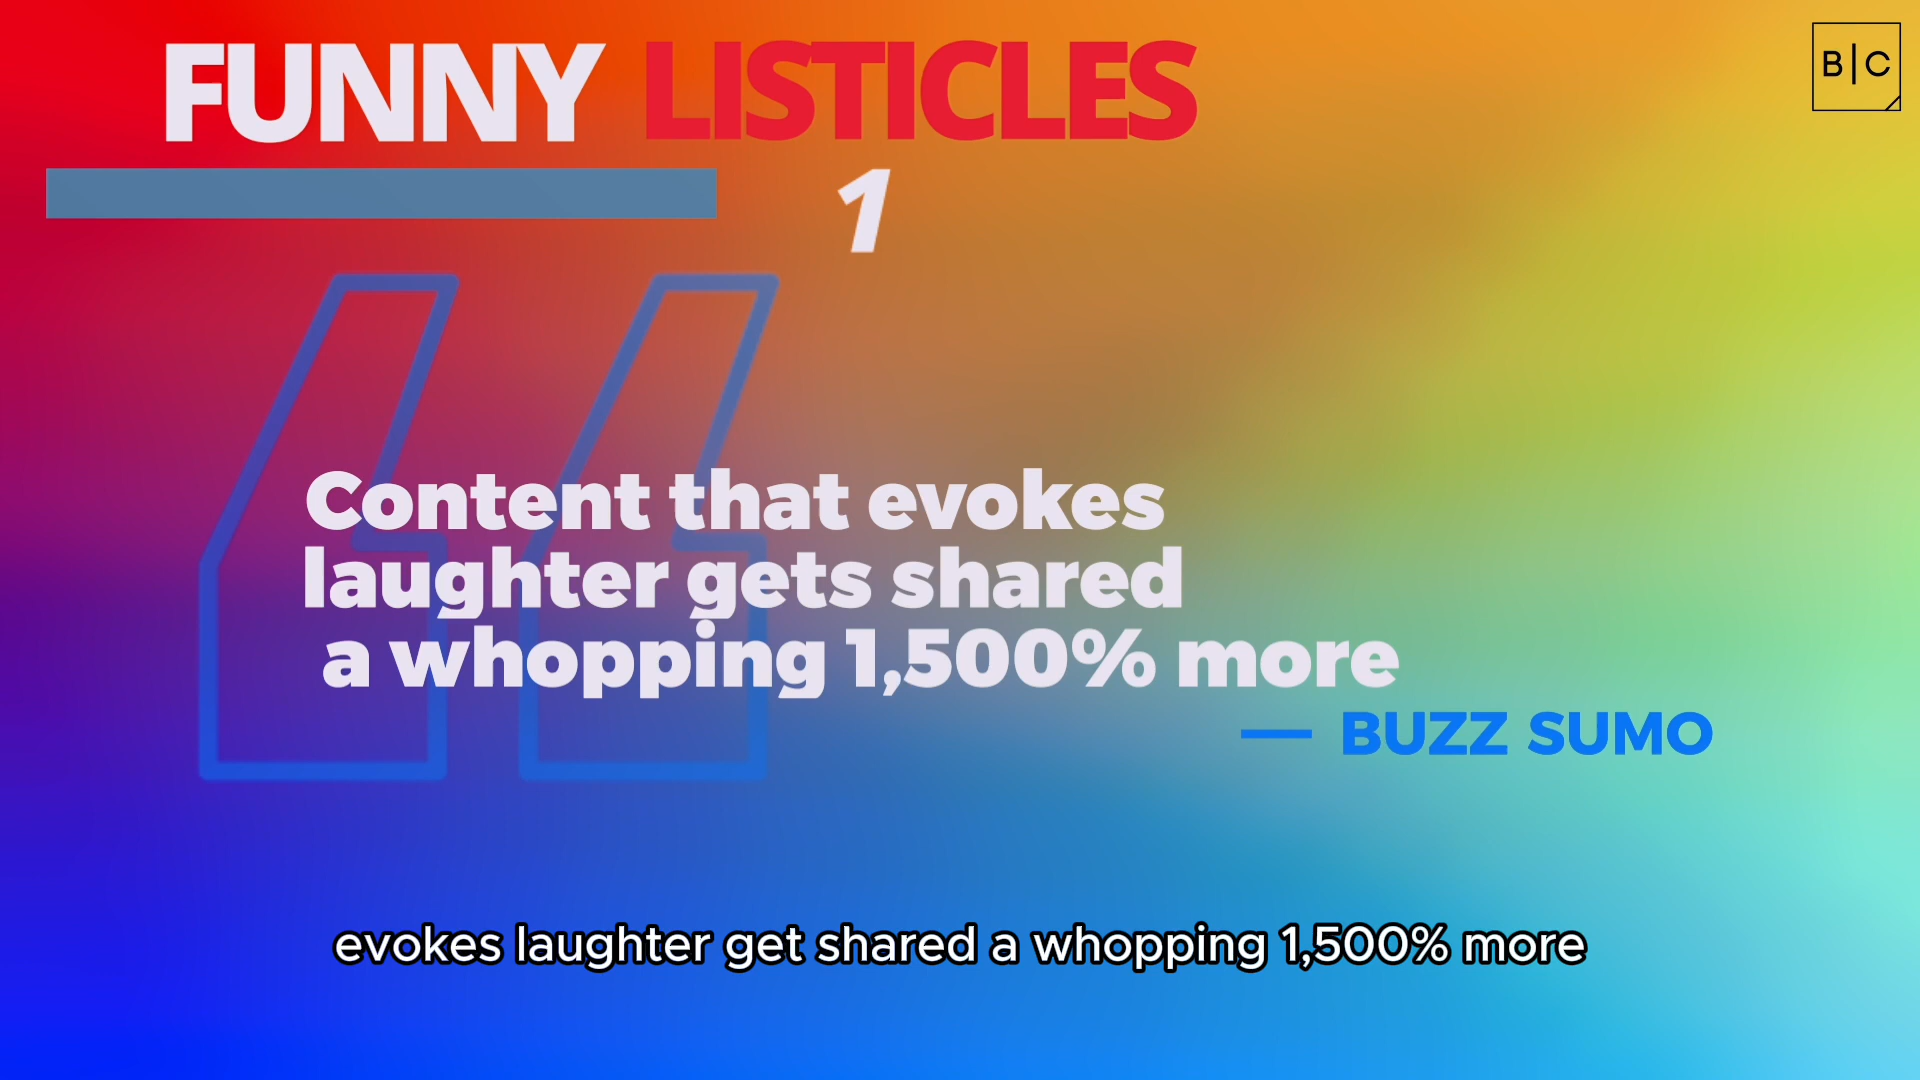 FUNNY LISTICLES
B|C
1
Content that evokes
laughter gets shared
a whopping 1,500% more
— BUZZ SUMO
evokes laughter get shared a whopping 1,500% more